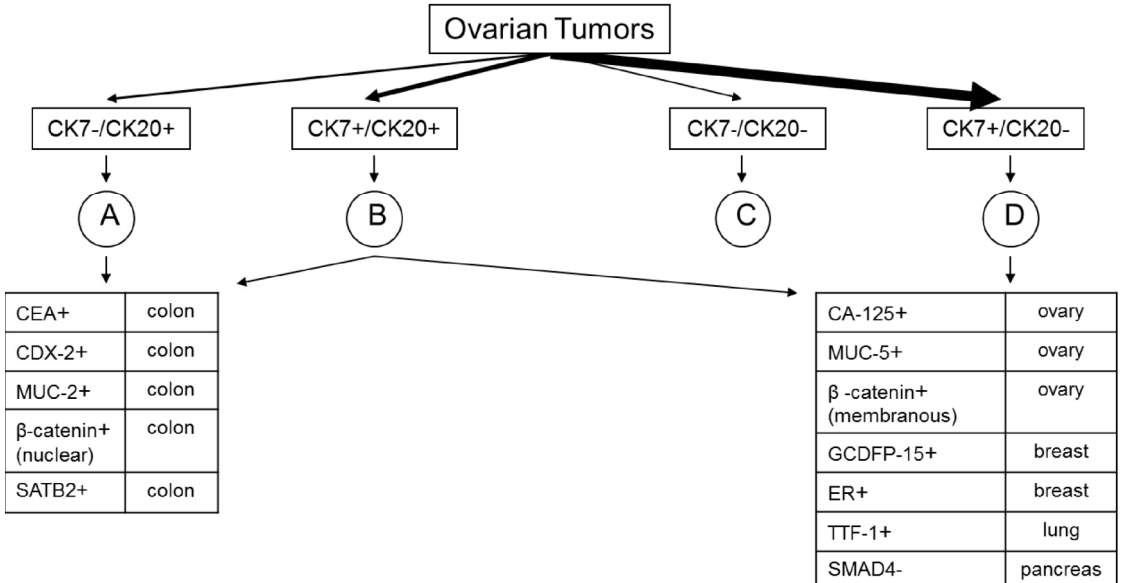 Ovarian Tumors
CK7-/CK20+
CK7+/CK20+
CK7-/CK20-
CK7+/CK20-
A
B
C
D
CEA+ colon
CDX-2+ colon
MUC-2+ colon
β-catenin+ colon
(nuclear)
SATB2+ colon
CA-125+ ovary
MUC-5+ ovary
β -catenin+ ovary
(membranous)
GCDFP-15+ breast
ER+ breast
TTF-1+ lung
SMAD4- pancreas